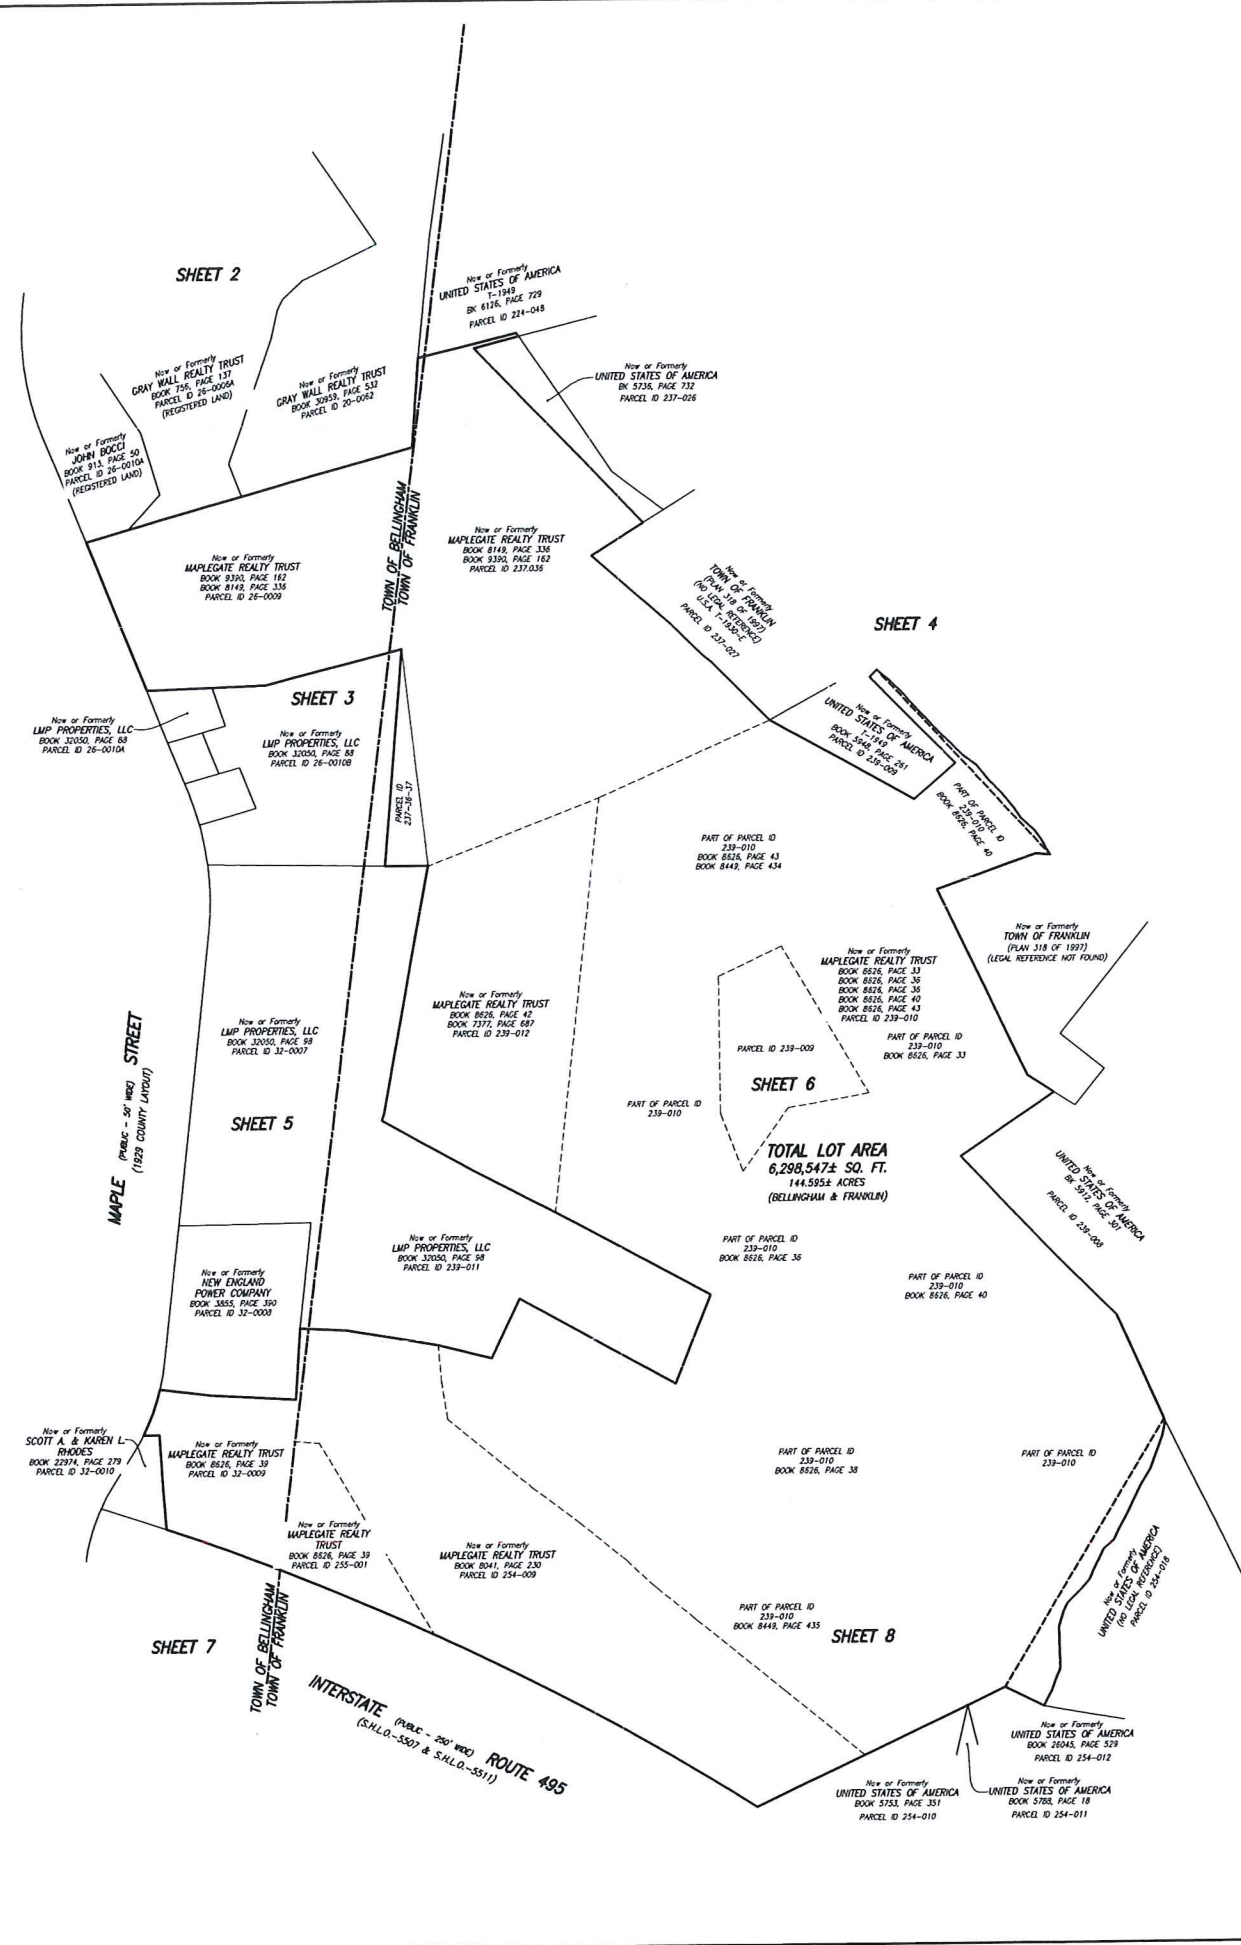 SHEET 2
Now or Formerly
UNITED STATES OF AMERICA
T-1949
BK 6126, PAGE 729
PARCEL ID 224-048
Now or Formerly
GRAY WALL REALTY TRUST
BOOK 756, PAGE 137
PARCEL ID 26-0006A
(REGISTERED LAND)
Now or Formerly
GRAY WALL REALTY TRUST
BOOK 30959, PAGE 532
PARCEL ID 20-0062
Now or Formerly
UNITED STATES OF AMERICA
BK 5736, PAGE 732
PARCEL ID 237-026
Now or Formerly
JOHN BOCCI
BOOK 913, PAGE 50
PARCEL ID 26-0010A
(REGISTERED LAND)
TOWN OF BELLINGHAM
TOWN OF FRANKLIN
Now or Formerly
MAPLEGATE REALTY TRUST
BOOK 9390, PAGE 162
BOOK 8149, PAGE 336
PARCEL ID 26-0009
Now or Formerly
MAPLEGATE REALTY TRUST
BOOK 8149, PAGE 336
BOOK 9390, PAGE 162
PARCEL ID 237.036
Now or Formerly
TOWN OF FRANKLIN
(PLAN 318 OF 1997)
(NO LEGAL REFERENCE)
U.S.A. T-1930-E
PARCEL ID 237-027
SHEET 4
SHEET 3
Now or Formerly
LMP PROPERTIES, LLC
BOOK 32050, PAGE 68
PARCEL ID 26-0010A
Now or Formerly
LMP PROPERTIES, LLC
BOOK 32050, PAGE 88
PARCEL ID 26-0010B
PARCEL ID
237-36-37
Now or Formerly
UNITED STATES OF AMERICA
T-1949
BOOK 5948, PAGE 261
PARCEL ID 239-009
PART OF PARCEL ID
239-010
BOOK 8626, PAGE 40
PART OF PARCEL ID
239-010
BOOK 8626, PAGE 43
BOOK 8449, PAGE 434
Now or Formerly
TOWN OF FRANKLIN
(PLAN 318 OF 1997)
(LEGAL REFERENCE NOT FOUND)
Now or Formerly
MAPLEGATE REALTY TRUST
BOOK 8626, PAGE 33
BOOK 8626, PAGE 36
BOOK 8626, PAGE 38
BOOK 8626, PAGE 40
BOOK 8626, PAGE 43
PARCEL ID 239-010
Now or Formerly
MAPLEGATE REALTY TRUST
BOOK 8626, PAGE 42
BOOK 7377, PAGE 687
PARCEL ID 239-012
Now or Formerly
LMP PROPERTIES, LLC
BOOK 32050, PAGE 98
PARCEL ID 32-0007
PART OF PARCEL ID
239-010
BOOK 8626, PAGE 33
PARCEL ID 239-009
SHEET 6
MAPLE (PUBLIC - 50' WIDE) STREET
(1929 COUNTY LAYOUT)
SHEET 5
PART OF PARCEL ID
239-010
TOTAL LOT AREA
6,298,547± SQ. FT.
144.595± ACRES
(BELLINGHAM & FRANKLIN)
Now or Formerly
UNITED STATES OF AMERICA
BK 5912, PAGE 301
PARCEL ID 239-008
Now or Formerly
LMP PROPERTIES, LLC
BOOK 32050, PAGE 98
PARCEL ID 239-011
PART OF PARCEL ID
239-010
BOOK 8626, PAGE 36
Now or Formerly
NEW ENGLAND
POWER COMPANY
BOOK 3855, PAGE 390
PARCEL ID 32-0008
PART OF PARCEL ID
239-010
BOOK 8626, PAGE 40
Now or Formerly
SCOTT A. & KAREN L.
RHODES
BOOK 22974, PAGE 279
PARCEL ID 32-0010
Now or Formerly
MAPLEGATE REALTY TRUST
BOOK 8626, PAGE 39
PARCEL ID 32-0009
PART OF PARCEL ID
239-010
BOOK 8626, PAGE 38
PART OF PARCEL ID
239-010
Now or Formerly
MAPLEGATE REALTY
TRUST
BOOK 8626, PAGE 39
PARCEL ID 255-001
Now or Formerly
MAPLEGATE REALTY TRUST
BOOK 8041, PAGE 230
PARCEL ID 254-009
Now or Formerly
UNITED STATES OF AMERICA
(NO LEGAL REFERENCE)
PARCEL ID 254-018
PART OF PARCEL ID
239-010
BOOK 8449, PAGE 435
SHEET 8
SHEET 7
TOWN OF BELLINGHAM
TOWN OF FRANKLIN
INTERSTATE (PUBLIC - 250' WIDE) ROUTE 495
(S.H.L.O.-5507 & S.H.L.O.-5511)
Now or Formerly
UNITED STATES OF AMERICA
BOOK 26045, PAGE 529
PARCEL ID 254-012
Now or Formerly
UNITED STATES OF AMERICA
BOOK 5753, PAGE 351
PARCEL ID 254-010
Now or Formerly
UNITED STATES OF AMERICA
BOOK 5788, PAGE 18
PARCEL ID 254-011